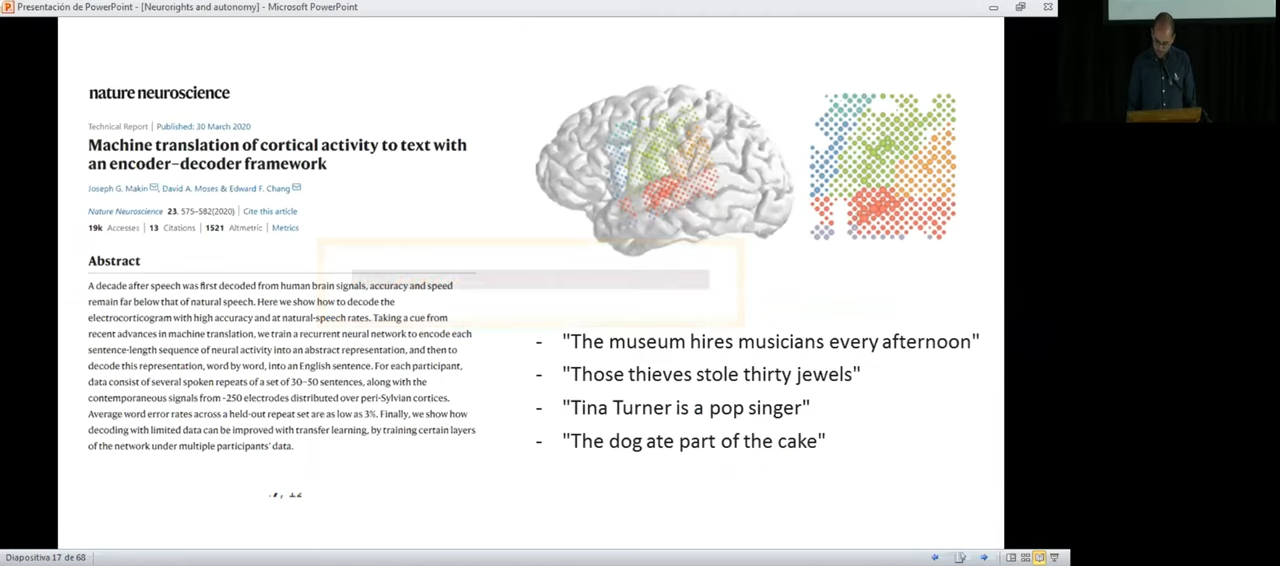 Presentación de PowerPoint - [Neurorights and autonomy] - Microsoft PowerPoint
nature neuroscience
Technical Report | Published: 30 March 2020
Machine translation of cortical activity to text with
an encoder–decoder framework
Joseph G. Makin, David A. Moses & Edward F. Chang
Nature Neuroscience 23, 575–582(2020) | Cite this article
19k Accesses | 13 Citations | 1521 Altmetric | Metrics
Abstract
A decade after speech was first decoded from human brain signals, accuracy and speed
remain far below that of natural speech. Here we show how to decode the
electrocorticogram with high accuracy and at natural-speech rates. Taking a cue from
recent advances in machine translation, we train a recurrent neural network to encode each
sentence-length sequence of neural activity into an abstract representation, and then to
decode this representation, word by word, into an English sentence. For each participant,
data consist of several spoken repeats of a set of 30–50 sentences, along with the
contemporaneous signals from ~250 electrodes distributed over peri-Sylvian cortices.
Average word error rates across a held-out repeat set are as low as 3%. Finally, we show how
decoding with limited data can be improved with transfer learning, by training certain layers
of the network under multiple participants' data.
- "The museum hires musicians every afternoon"
- "Those thieves stole thirty jewels"
- "Tina Turner is a pop singer"
- "The dog ate part of the cake"
Diapositiva 17 de 68